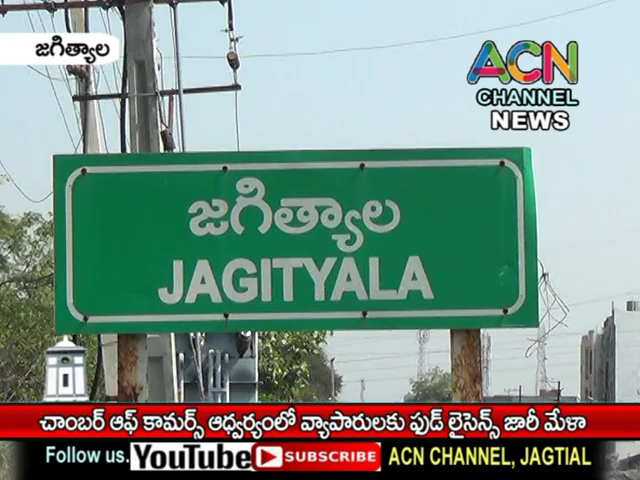 జగిత్యాల
ACN
CHANNEL
NEWS
జగిత్యాల
JAGITYALA
చాంబర్ ఆఫ్ కామర్స్ ఆధ్వర్యంలో వ్యాపారులకు ఫుడ్ లైసెన్స్ జారీ మేళా
Follow us. YouTube SUBSCRIBE ACN CHANNEL, JAGTIAL